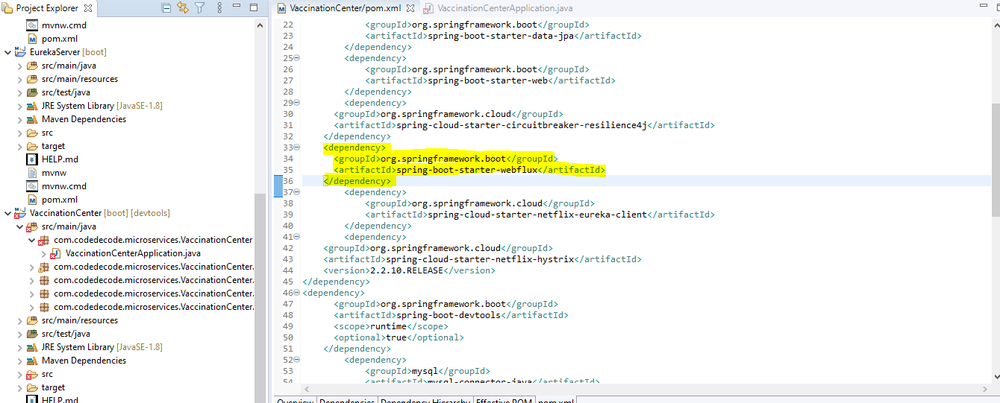 Project Explorer
mvnw.cmd
pom.xml
EurekaServer [boot]
src/main/java
src/main/resources
src/test/java
JRE System Library [JavaSE-1.8]
Maven Dependencies
src
target
HELP.md
mvnw
mvnw.cmd
pom.xml
VaccinationCenter [boot] [devtools]
src/main/java
com.codedecode.microservices.VaccinationCenter
VaccinationCenterApplication.java
com.codedecode.microservices.VaccinationCenter.
com.codedecode.microservices.VaccinationCenter.
com.codedecode.microservices.VaccinationCenter.
com.codedecode.microservices.VaccinationCenter.
src/main/resources
src/test/java
JRE System Library [JavaSE-1.8]
Maven Dependencies
src
target
HELP.md
VaccinationCenter/pom.xml VaccinationCenterApplication.java
22 <groupId>org.springframework.boot</groupId>
23 <artifactId>spring-boot-starter-data-jpa</artifactId>
24 </dependency>
25 <dependency>
26 <groupId>org.springframework.boot</groupId>
27 <artifactId>spring-boot-starter-web</artifactId>
28 </dependency>
29 <dependency>
30 <groupId>org.springframework.cloud</groupId>
31 <artifactId>spring-cloud-starter-circuitbreaker-resilience4j</artifactId>
32 </dependency>
33 <dependency>
34 <groupId>org.springframework.boot</groupId>
35 <artifactId>spring-boot-starter-webflux</artifactId>
36 </dependency>
37 <dependency>
38 <groupId>org.springframework.cloud</groupId>
39 <artifactId>spring-cloud-starter-netflix-eureka-client</artifactId>
40 </dependency>
41 <dependency>
42 <groupId>org.springframework.cloud</groupId>
43 <artifactId>spring-cloud-starter-netflix-hystrix</artifactId>
44 <version>2.2.10.RELEASE</version>
45 </dependency>
46 <dependency>
47 <groupId>org.springframework.boot</groupId>
48 <artifactId>spring-boot-devtools</artifactId>
49 <scope>runtime</scope>
50 <optional>true</optional>
51 </dependency>
52 <dependency>
53 <groupId>mysql</groupId>
54 <artifactId>mysql-connector-java</artifactId>
Overview Dependencies Dependency Hierarchy Effective POM pom.xml